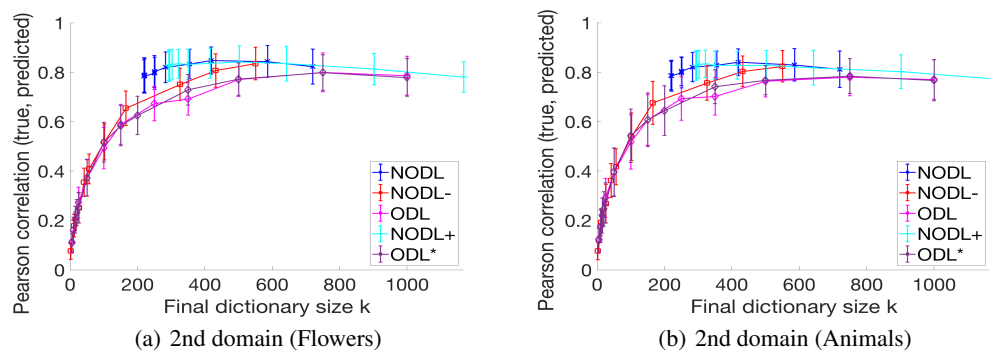 Pearson correlation (true, predicted)
1
0.8
0.6
0.4
0.2
0
0 200 400 600 800 1000
Final dictionary size k
NODL
NODL-
ODL
NODL+
ODL*
(a) 2nd domain (Flowers)
Pearson correlation (true, predicted)
1
0.8
0.6
0.4
0.2
0
0 200 400 600 800 1000
Final dictionary size k
NODL
NODL-
ODL
NODL+
ODL*
(b) 2nd domain (Animals)